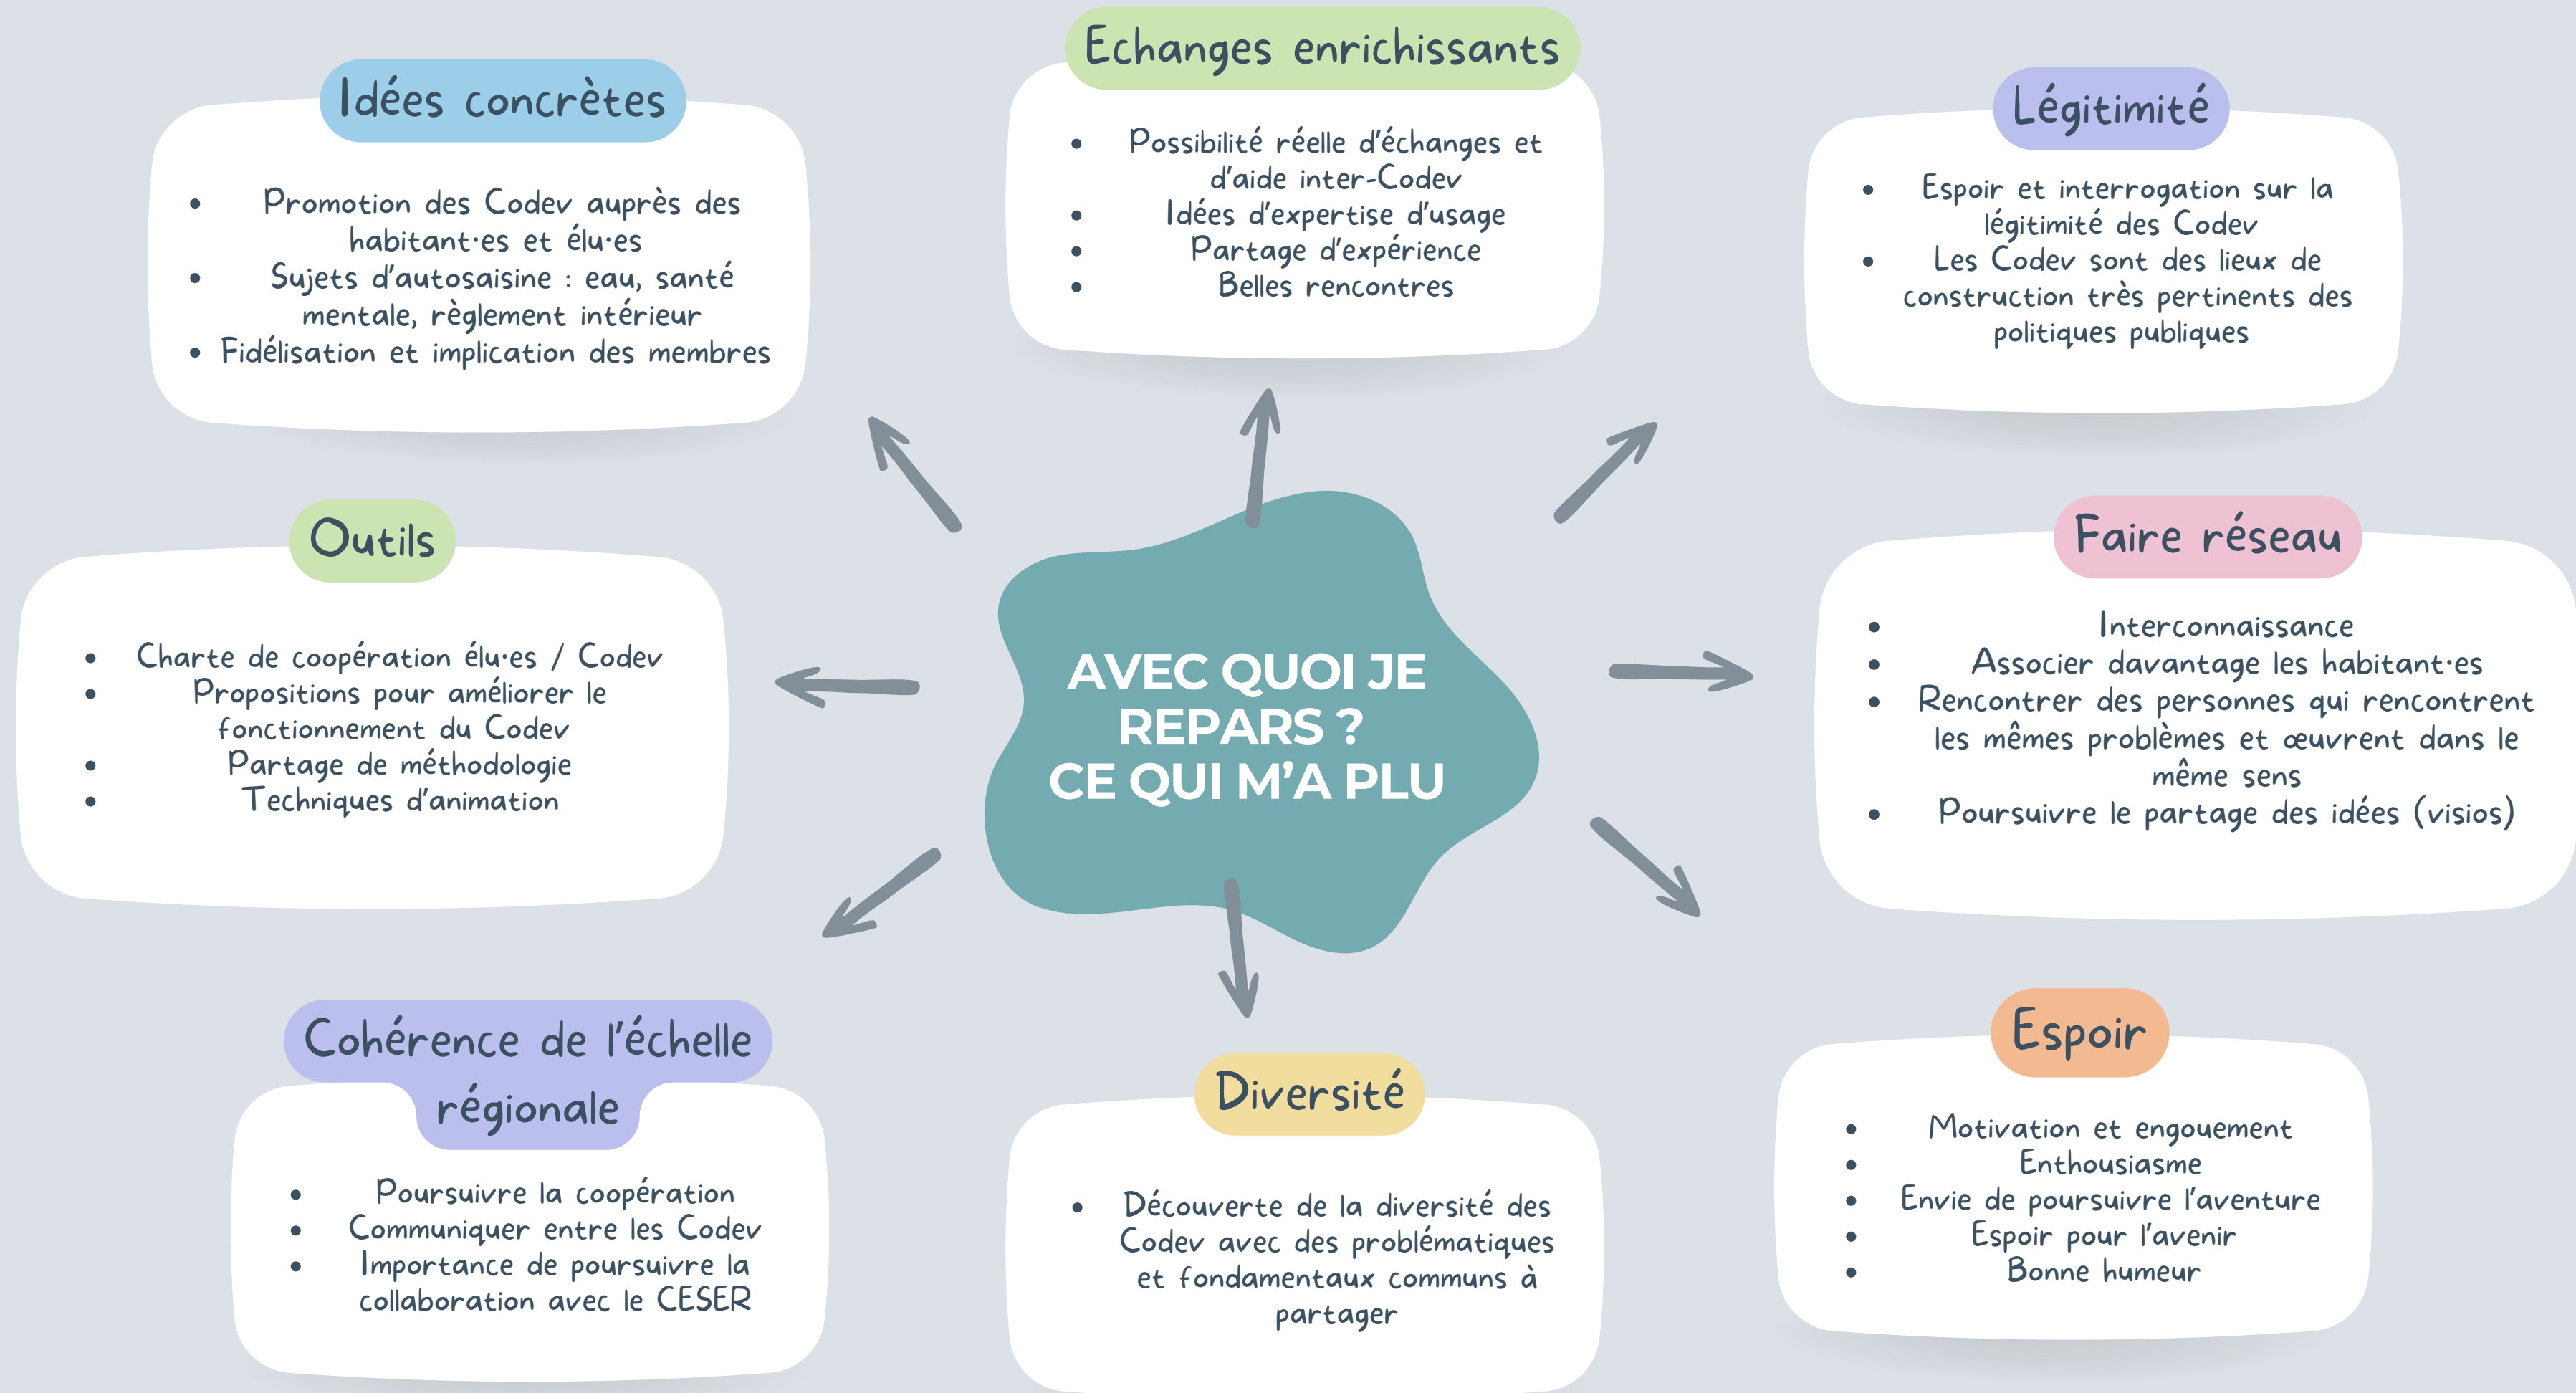 Idées concrètes
• Promotion des Codev auprès des
habitant·es et élu·es
• Sujets d'autosaisine : eau, santé
mentale, règlement intérieur
• Fidélisation et implication des membres
Echanges enrichissants
• Possibilité réelle d'échanges et
d'aide inter-Codev
• Idées d'expertise d'usage
• Partage d'expérience
• Belles rencontres
Légitimité
• Espoir et interrogation sur la
légitimité des Codev
• Les Codev sont des lieux de
construction très pertinents des
politiques publiques
Outils
• Charte de coopération élu·es / Codev
• Propositions pour améliorer le
fonctionnement du Codev
• Partage de méthodologie
• Techniques d'animation
AVEC QUOI JE
REPARS ?
CE QUI M'A PLU
Faire réseau
• Interconnaissance
• Associer davantage les habitant·es
• Rencontrer des personnes qui rencontrent
les mêmes problèmes et œuvrent dans le
même sens
• Poursuivre le partage des idées (visios)
Cohérence de l'échelle
régionale
• Poursuivre la coopération
• Communiquer entre les Codev
• Importance de poursuivre la
collaboration avec le CESER
Diversité
• Découverte de la diversité des
Codev avec des problématiques
et fondamentaux communs à
partager
Espoir
• Motivation et engouement
• Enthousiasme
• Envie de poursuivre l'aventure
• Espoir pour l'avenir
• Bonne humeur